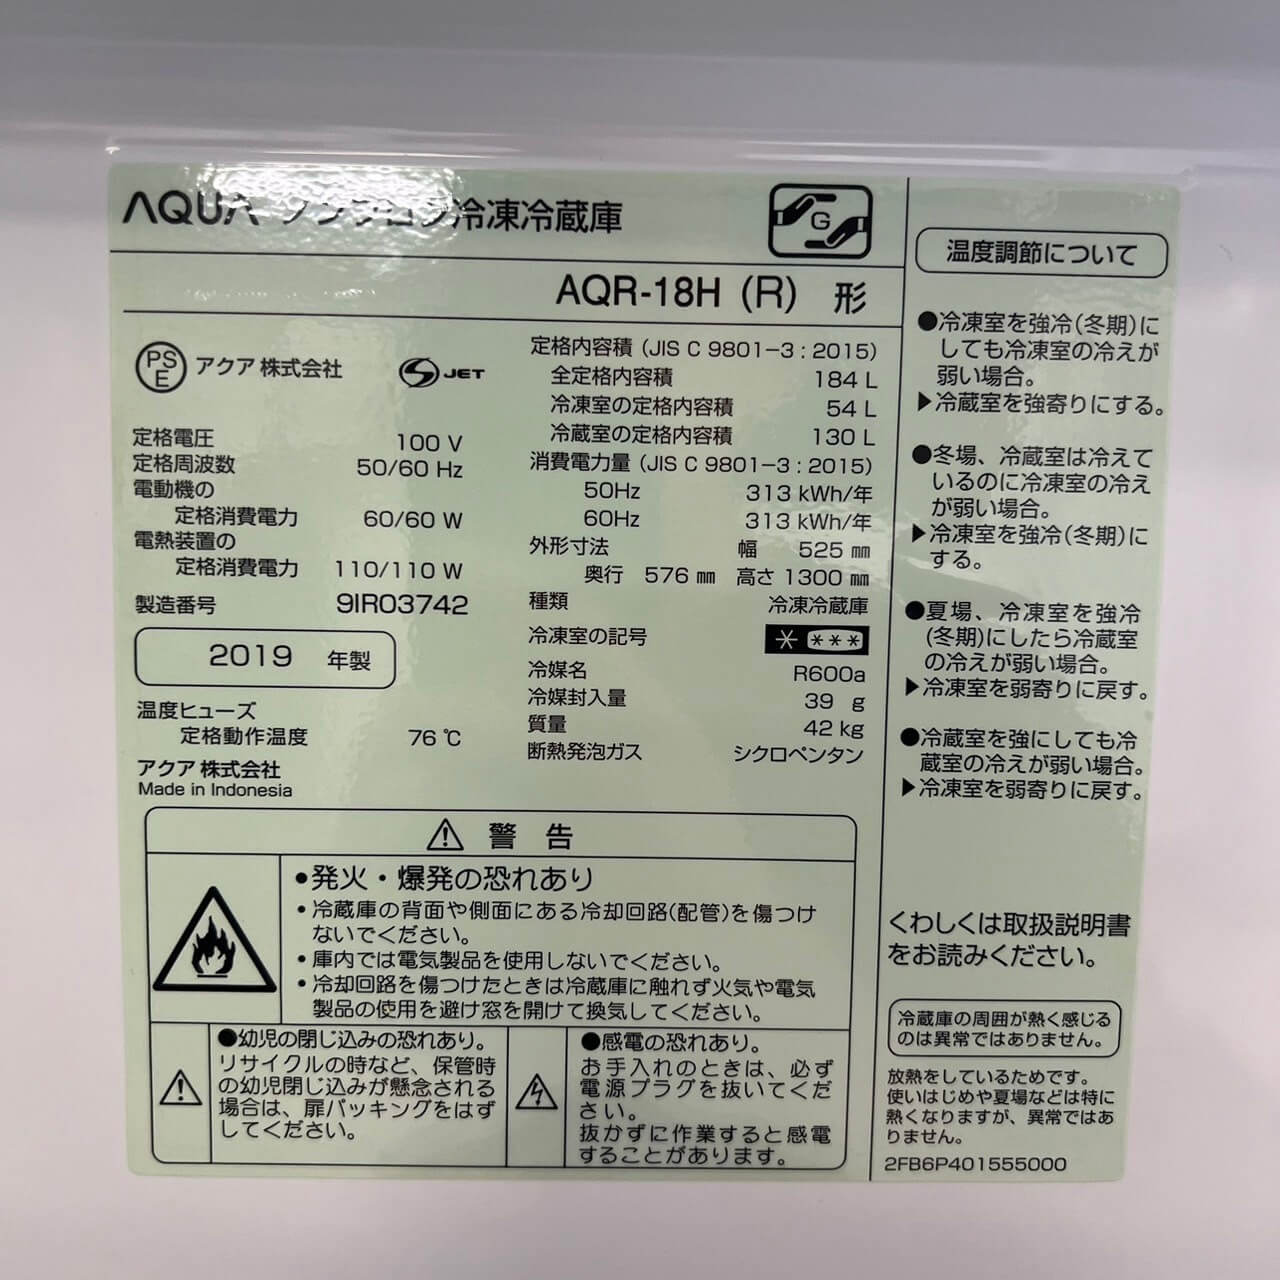 AQUA ノンフロン冷凍冷蔵庫
G
AQR-18H (R) 形
PS
E
アクア 株式会社
S JET
定格電圧 100 V
定格周波数 50/60 Hz
電動機の
定格消費電力 60/60 W
電熱装置の
定格消費電力 110/110 W
製造番号 9IR03742
2019 年製
温度ヒューズ
定格動作温度 76 ℃
アクア 株式会社
Made in Indonesia
定格内容積 (JIS C 9801-3 : 2015)
全定格内容積 184 L
冷凍室の定格内容積 54 L
冷蔵室の定格内容積 130 L
消費電力量 (JIS C 9801-3 : 2015)
50Hz 313 kWh/年
60Hz 313 kWh/年
外形寸法 幅 525 ㎜
奥行 576 ㎜ 高さ 1300 ㎜
種類 冷凍冷蔵庫
冷凍室の記号
冷媒名 R600a
冷媒封入量 39 g
質量 42 kg
断熱発泡ガス シクロペンタン
警 告
●発火・爆発の恐れあり
・冷蔵庫の背面や側面にある冷却回路(配管)を傷つけ
ないでください。
・庫内では電気製品を使用しないでください。
・冷却回路を傷つけたときは冷蔵庫に触れず火気や電気
製品の使用を避け窓を開けて換気してください。
●幼児の閉じ込みの恐れあり。
リサイクルの時など、保管時
の幼児閉じ込みが懸念される
場合は、扉パッキングをはず
してください。
●感電の恐れあり。
お手入れのときは、必ず
電源プラグを抜いてくだ
さい。
抜かずに作業すると感電
することがあります。
温度調節について
●冷凍室を強冷(冬期)に
しても冷凍室の冷えが
弱い場合。
▶冷蔵室を強寄りにする。
●冬場、冷蔵室は冷えて
いるのに冷凍室の冷え
が弱い場合。
▶冷凍室を強冷(冬期)に
する。
●夏場、冷凍室を強冷
(冬期)にしたら冷蔵室
の冷えが弱い場合。
▶冷凍室を弱寄りに戻す。
●冷蔵室を強にしても冷
蔵室の冷えが弱い場合。
▶冷凍室を弱寄りに戻す。
くわしくは取扱説明書
をお読みください。
冷蔵庫の周囲が熱く感じる
のは異常ではありません。
放熱をしているためです。
使いはじめや夏場などは特に
熱くなりますが、異常ではあ
りません。
2FB6P401555000